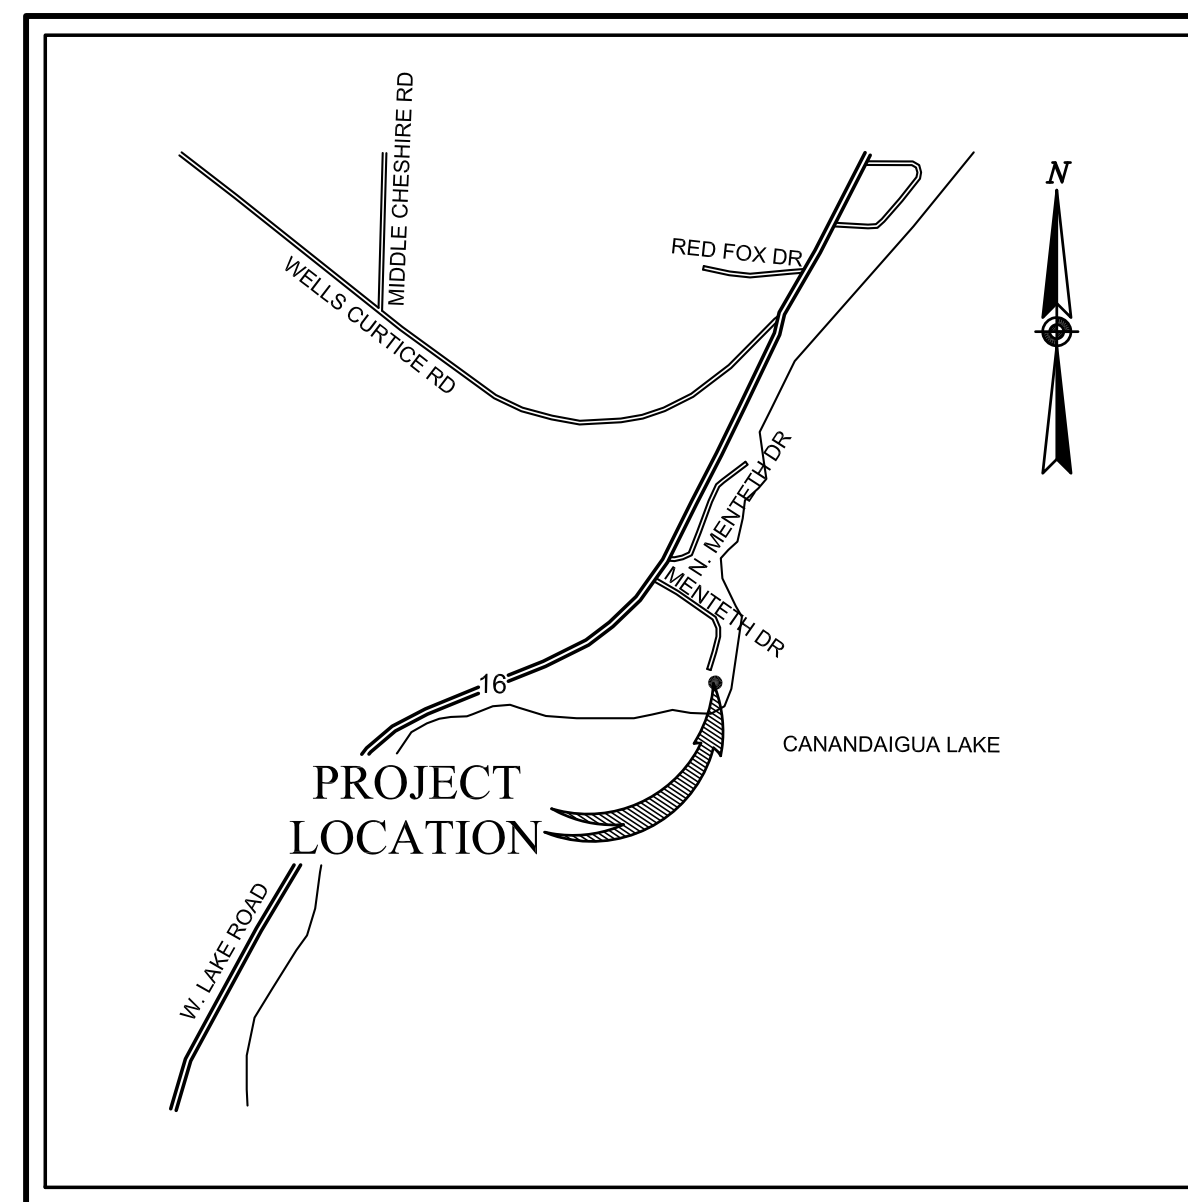 MIDDLE CHESHIRE RD
N
RED FOX DR
WELLS CURTICE RD
N. MENTETH DR
MENTETH DR
16
CANANDAIGUA LAKE
PROJECT
LOCATION
W. LAKE ROAD